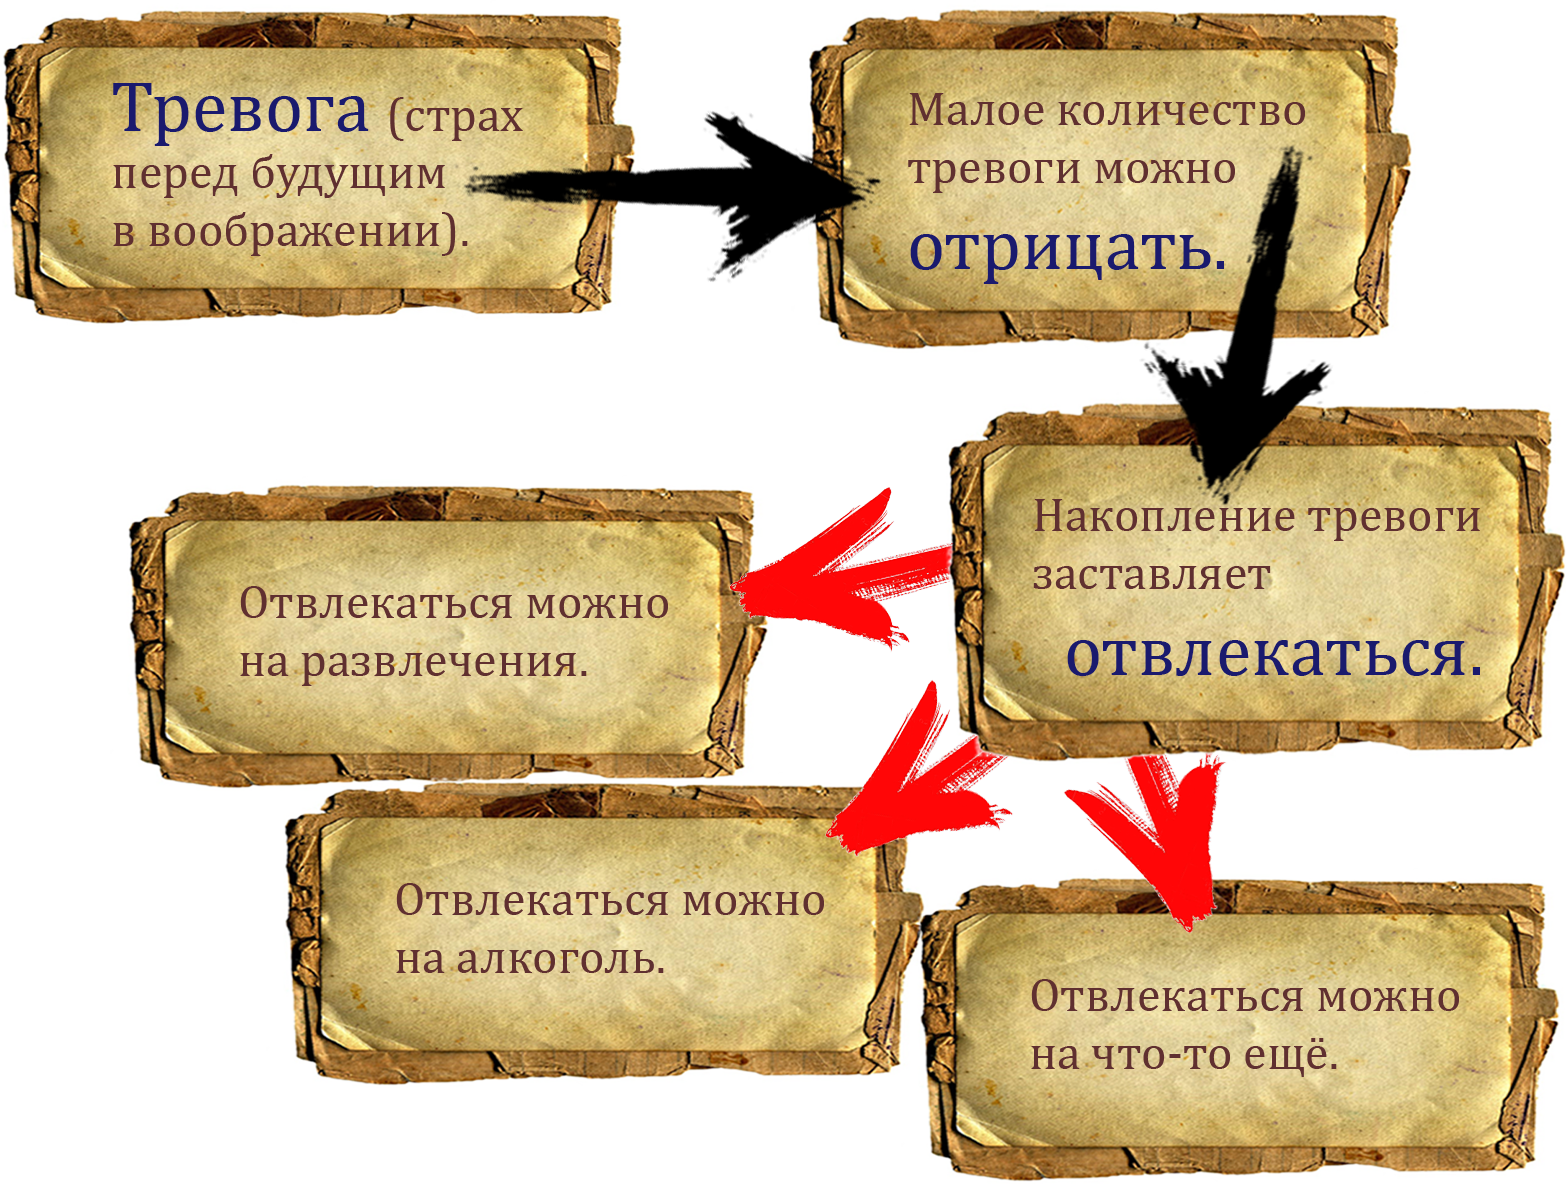 Тревога (страх
перед будущим
в воображении).
Малое количество
тревоги можно
отрицать.
Накопление тревоги
заставляет
отвлекаться.
Отвлекаться можно
на развлечения.
Отвлекаться можно
на алкоголь.
Отвлекаться можно
на что-то ещё.